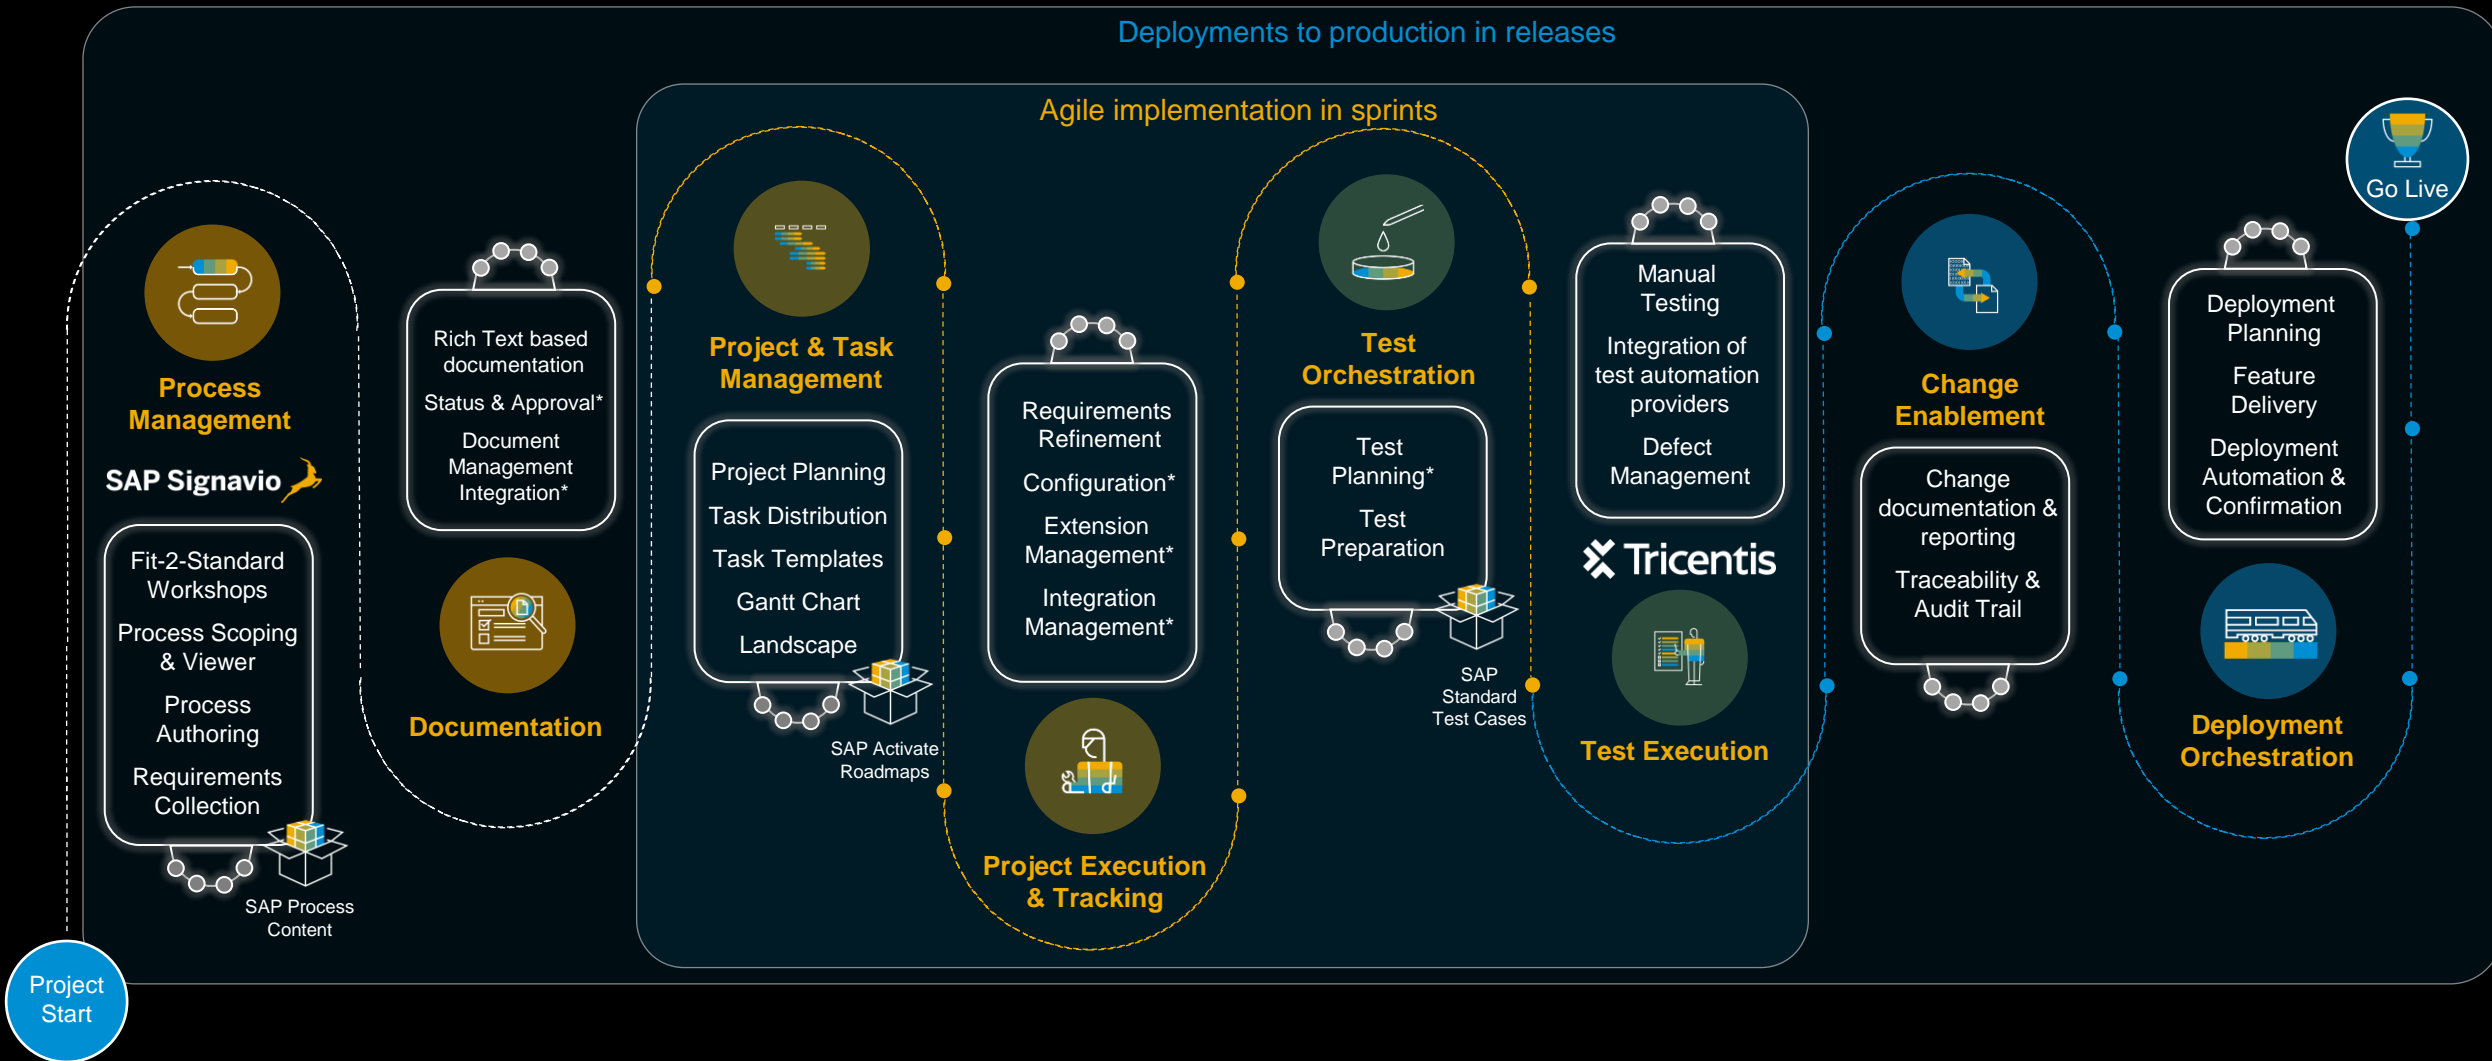 Deployments to production in releases
Agile implementation in sprints
Project
Start
Process
Management
SAP Signavio
Fit-2-Standard
Workshops
Process Scoping
& Viewer
Process
Authoring
Requirements
Collection
SAP Process
Content
Rich Text based
documentation
Status & Approval*
Document
Management
Integration*
Documentation
Project & Task
Management
Project Planning
Task Distribution
Task Templates
Gantt Chart
Landscape
SAP Activate
Roadmaps
Requirements
Refinement
Configuration*
Extension
Management*
Integration
Management*
Project Execution
& Tracking
Test
Orchestration
Test
Planning*
Test
Preparation
SAP
Standard
Test Cases
Manual
Testing
Integration of
test automation
providers
Defect
Management
Tricentis
Test Execution
Change
Enablement
Change
documentation &
reporting
Traceability &
Audit Trail
Deployment
Planning
Feature
Delivery
Deployment
Automation &
Confirmation
Deployment
Orchestration
Go Live